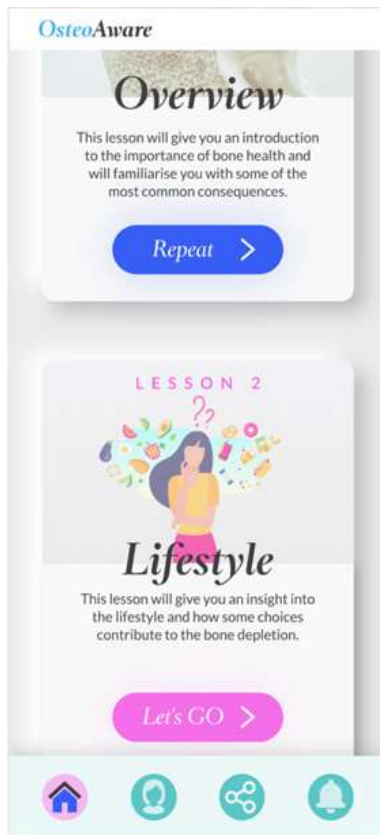 OsteoAware
Overview
This lesson will give you an introduction
to the importance of bone health and
will familiarise you with some of the
most common consequences.
Repeat
LESSON 2
??
Lifestyle
This lesson will give you an insight into
the lifestyle and how some choices
contribute to the bone depletion.
Let's GO